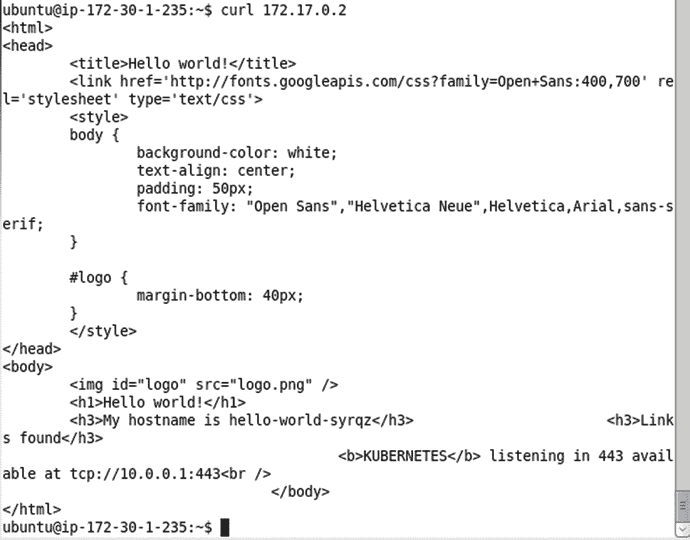 ubuntu@ip-172-30-1-235:~$ curl 172.17.0.2
<html>
<head>
        <title>Hello world!</title>
        <link href='http://fonts.googleapis.com/css?family=Open+Sans:400,700' re
l='stylesheet' type='text/css'>
        <style>
        body {
                background-color: white;
                text-align: center;
                padding: 50px;
                font-family: "Open Sans","Helvetica Neue",Helvetica,Arial,sans-s
erif;
        }

        #logo {
                margin-bottom: 40px;
        }
        </style>
</head>
<body>
        <img id="logo" src="logo.png" />
        <h1>Hello world!</h1>
        <h3>My hostname is hello-world-syrqz</h3>                       <h3>Link
s found</h3>
                                        <b>KUBERNETES</b> listening in 443 avail
able at tcp://10.0.0.1:443<br />
                                </body>
</html>
ubuntu@ip-172-30-1-235:~$